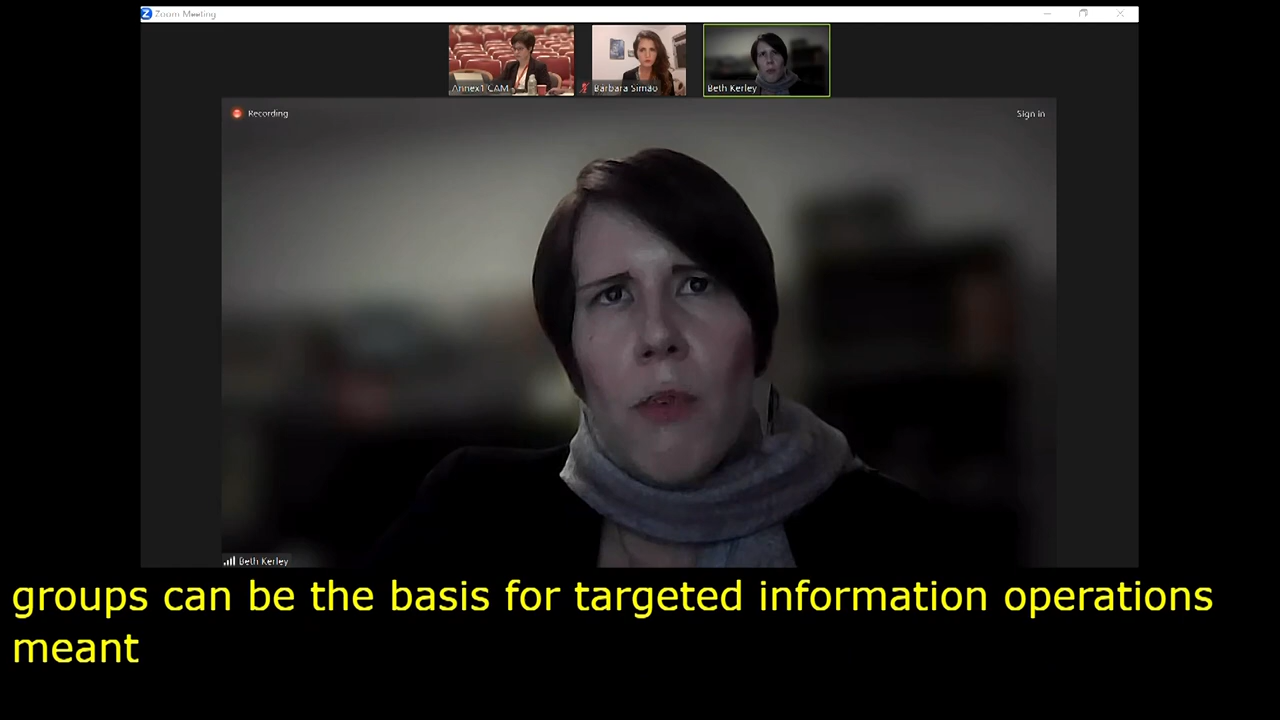 Zoom Meeting
Annex1 CAM
Bárbara Simão
Beth Kerley
Recording
Sign in
Beth Kerley
groups can be the basis for targeted information operations
meant